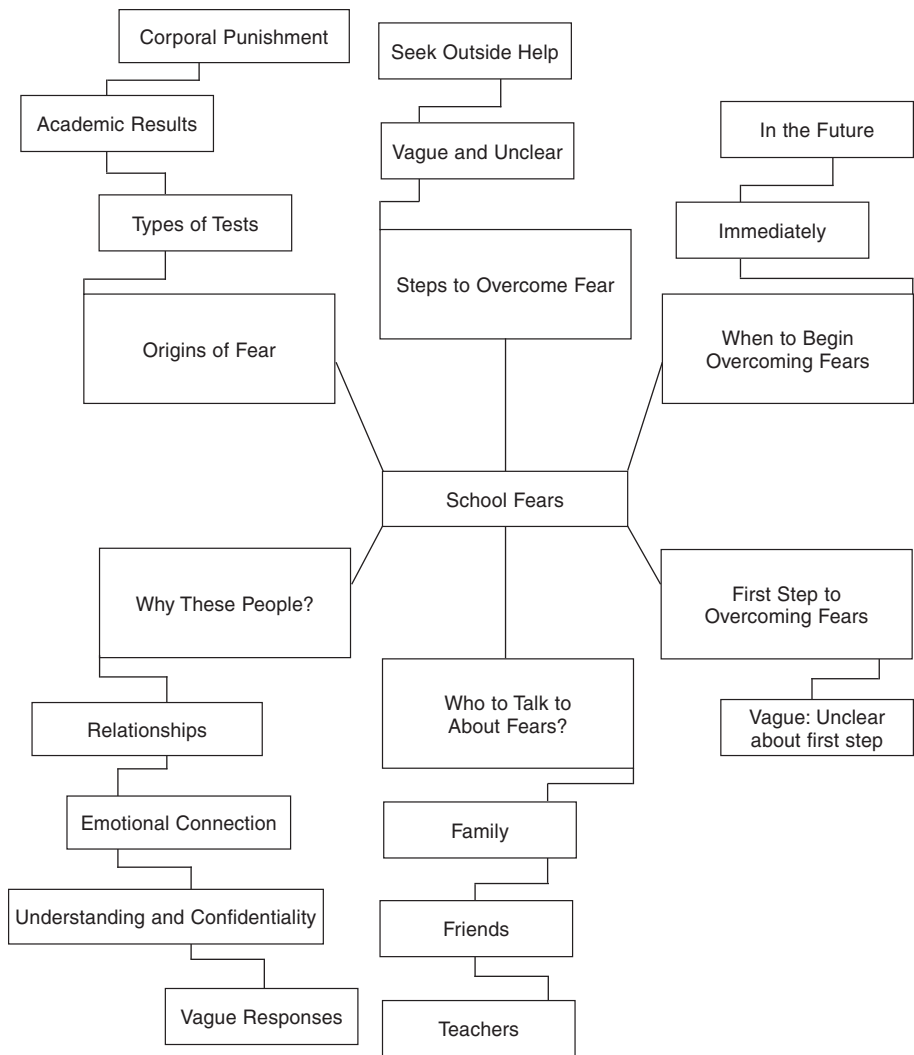 Corporal Punishment
Seek Outside Help
Academic Results
In the Future
Vague and Unclear
Types of Tests
Immediately
Steps to Overcome Fear
Origins of Fear
When to Begin
Overcoming Fears
School Fears
Why These People?
First Step to
Overcoming Fears
Who to Talk to
About Fears?
Relationships
Vague: Unclear
about first step
Emotional Connection
Family
Understanding and Confidentiality
Friends
Vague Responses
Teachers